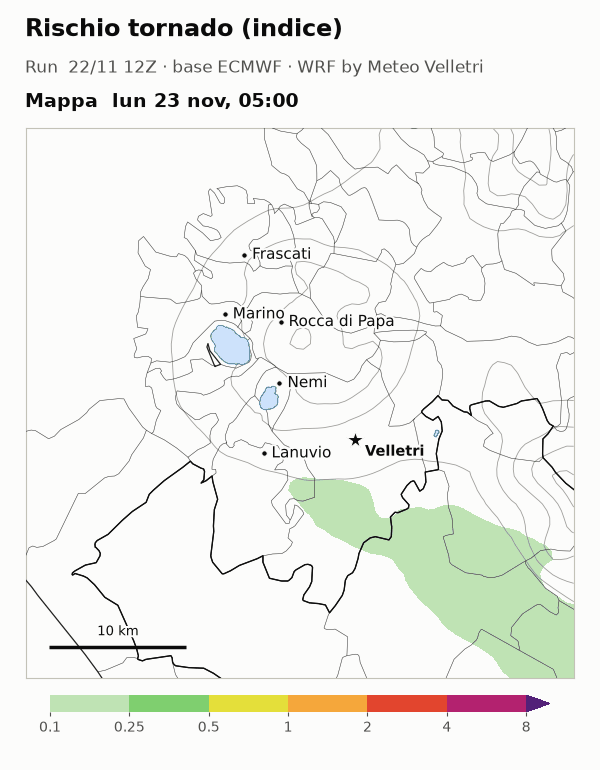 Rischio tornado (indice)
Run  22/11 12Z · base ECMWF · WRF by Meteo Velletri
Mappa  lun 23 nov, 05:00
Frascati
Marino
Rocca di Papa
Nemi
Velletri
Lanuvio
10 km
0.1 0.25 0.5 1 2 4 8